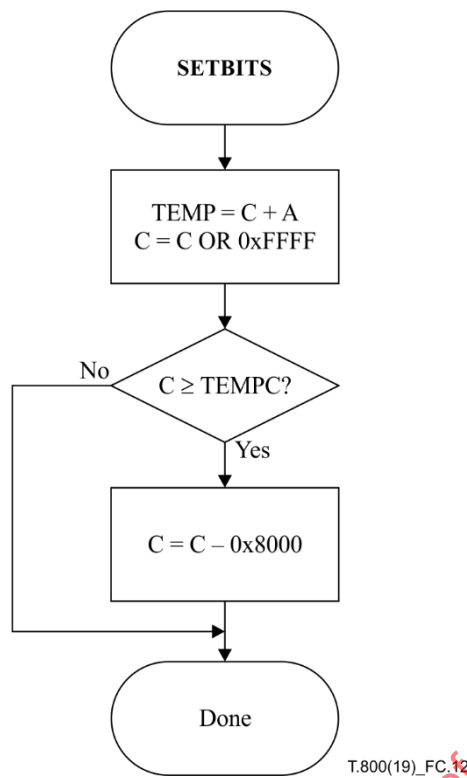 SETBITS
TEMP = C + A
C = C OR 0xFFFF
No
C ≥ TEMPC?
Yes
C = C – 0x8000
Done
T.800(19)_FC.12